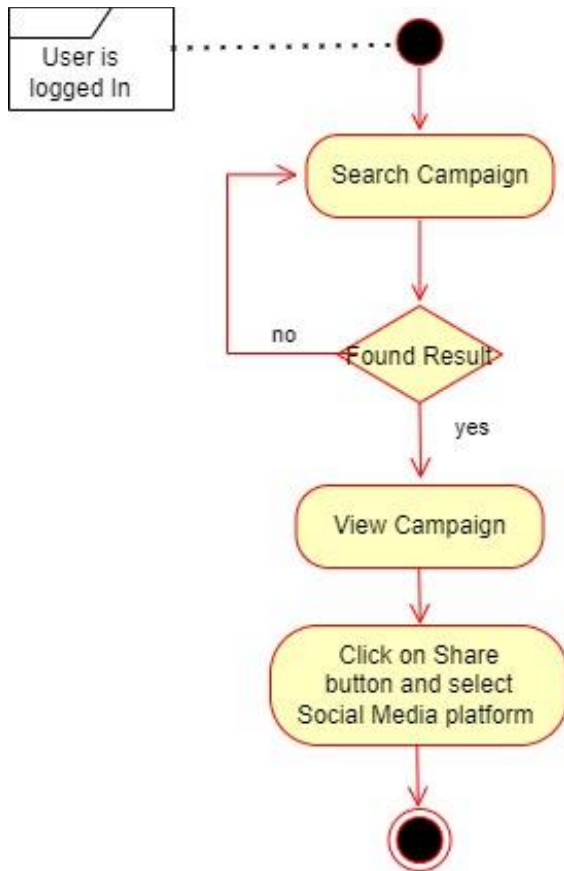 User is
logged In
Search Campaign
no
Found Result
yes
View Campaign
Click on Share
button and select
Social Media platform